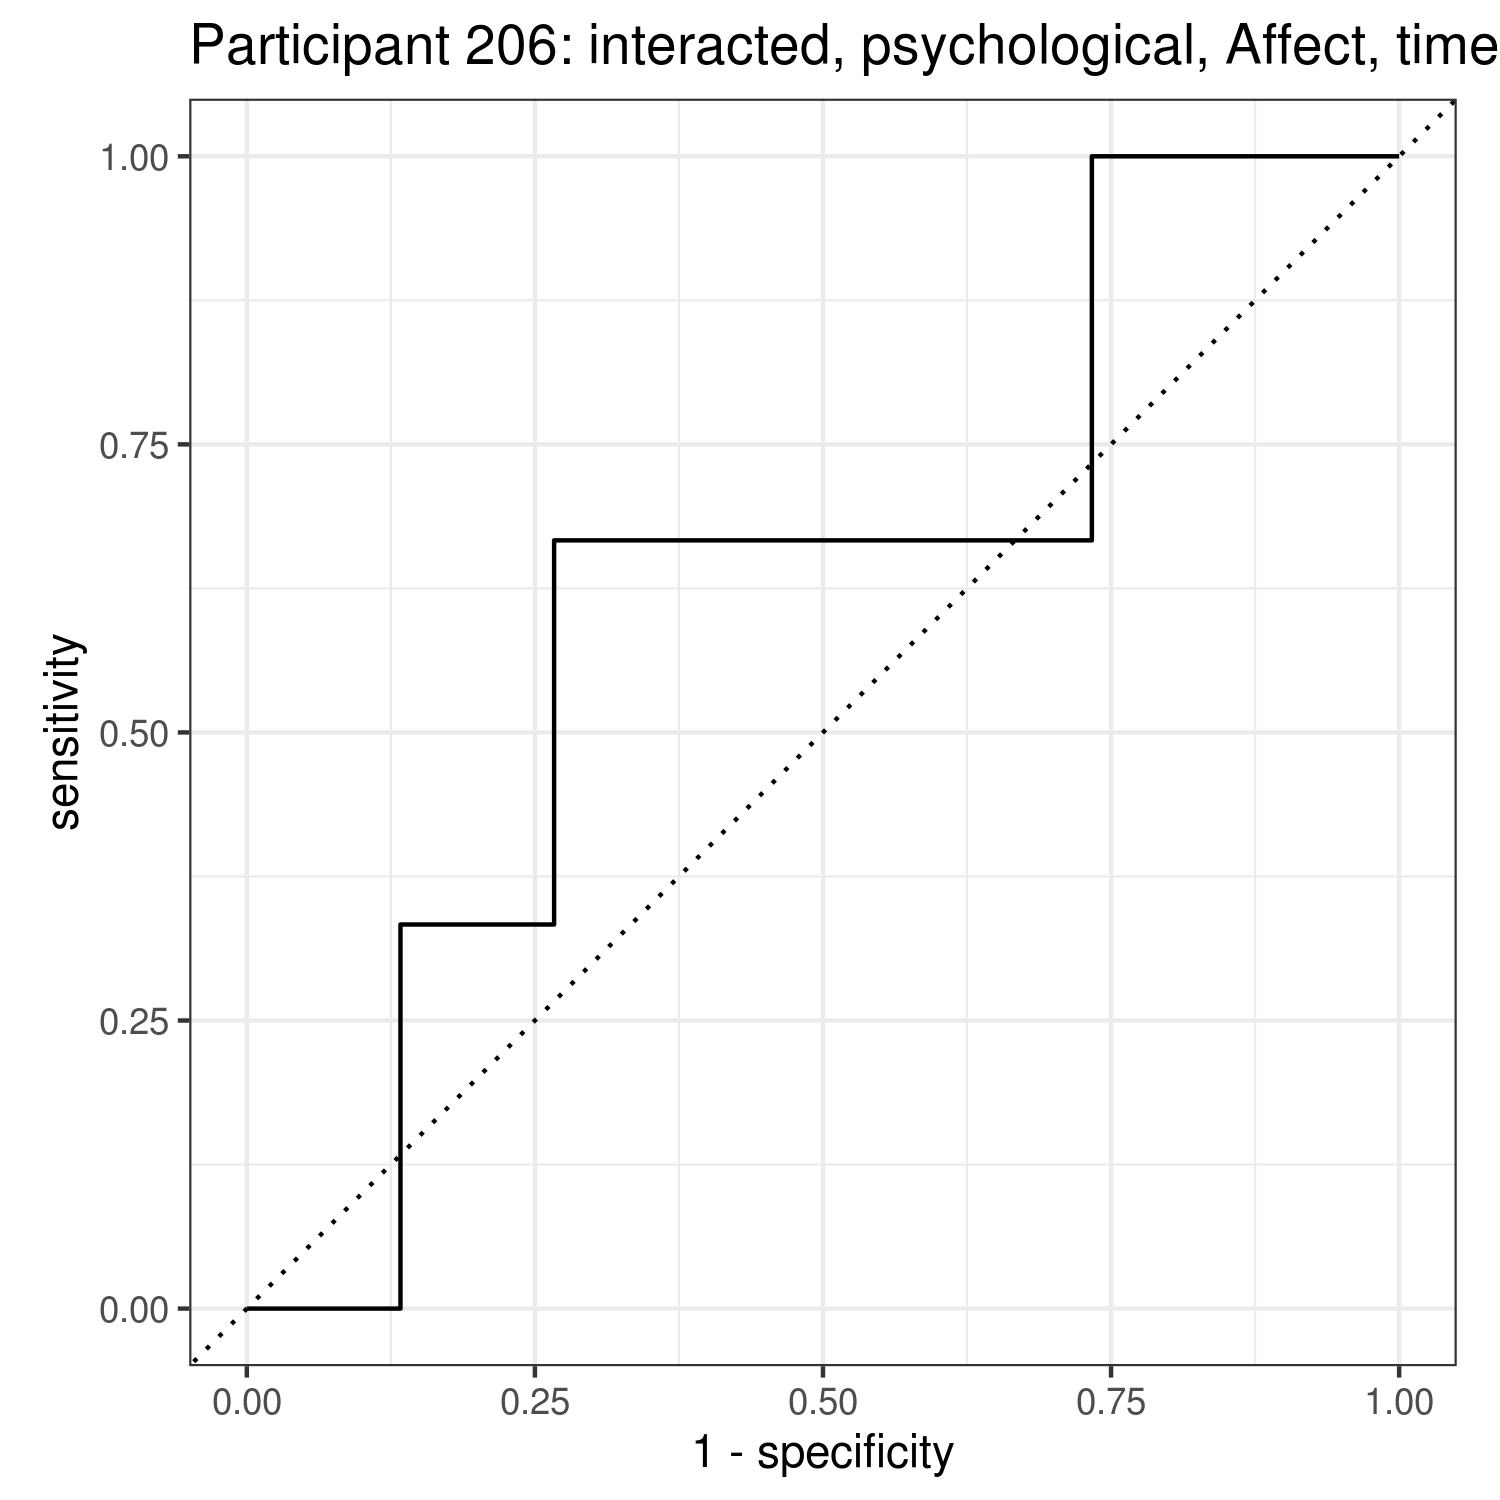 Participant 206: interacted, psychological, Affect, time
1.00
0.75
0.50
0.25
0.00
sensitivity
0.00 0.25 0.50 0.75 1.00
1 - specificity